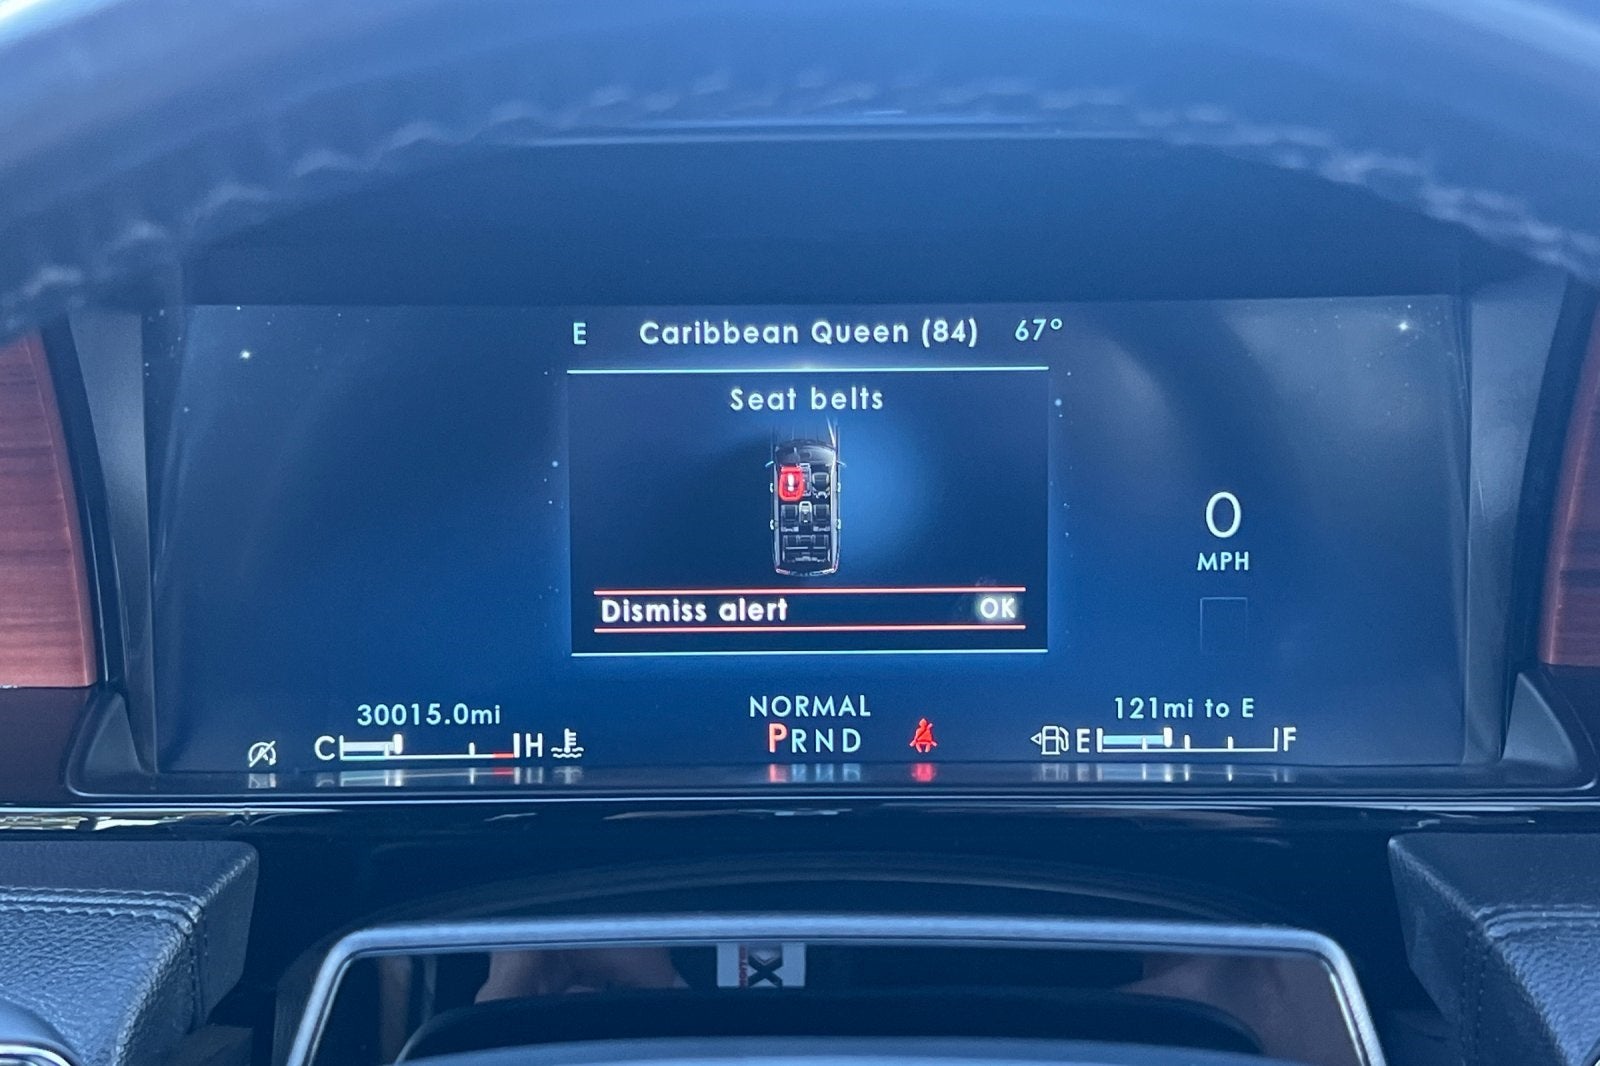 E Caribbean Queen (84) 67°
Seat belts
Dismiss alert OK
0
MPH
30015.0mi
NORMAL
121mi to E
C H
PRND
E F
X